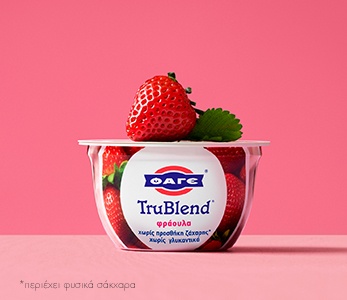 ΦΑΓΕ®
TruBlend®
φράουλα
χωρίς προσθήκη ζάχαρης*
χωρίς γλυκαντικά
*περιέχει φυσικά σάκχαρα